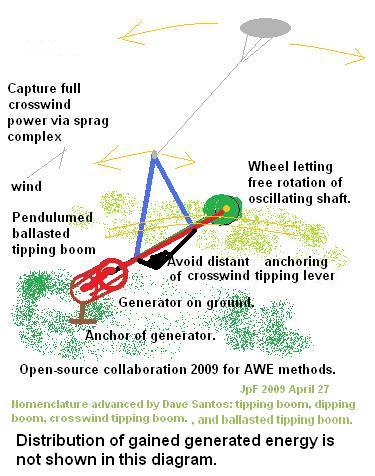 Capture full
crosswind
power via sprag
complex
wind
Wheel letting
free rotation of
oscillating shaft.
Pendulumed
ballasted
tipping boom
Avoid distant anchoring
of crosswind tipping lever
Generator on ground.
Anchor of generator.
Open-source collaboration 2009 for AWE methods.
JpF 2009 April 27
Nomenclature advanced by Dave Santos: tipping boom, dipping
boom, crosswind tipping boom. , and ballasted tipping boom.
Distribution of gained generated energy is
not shown in this diagram.